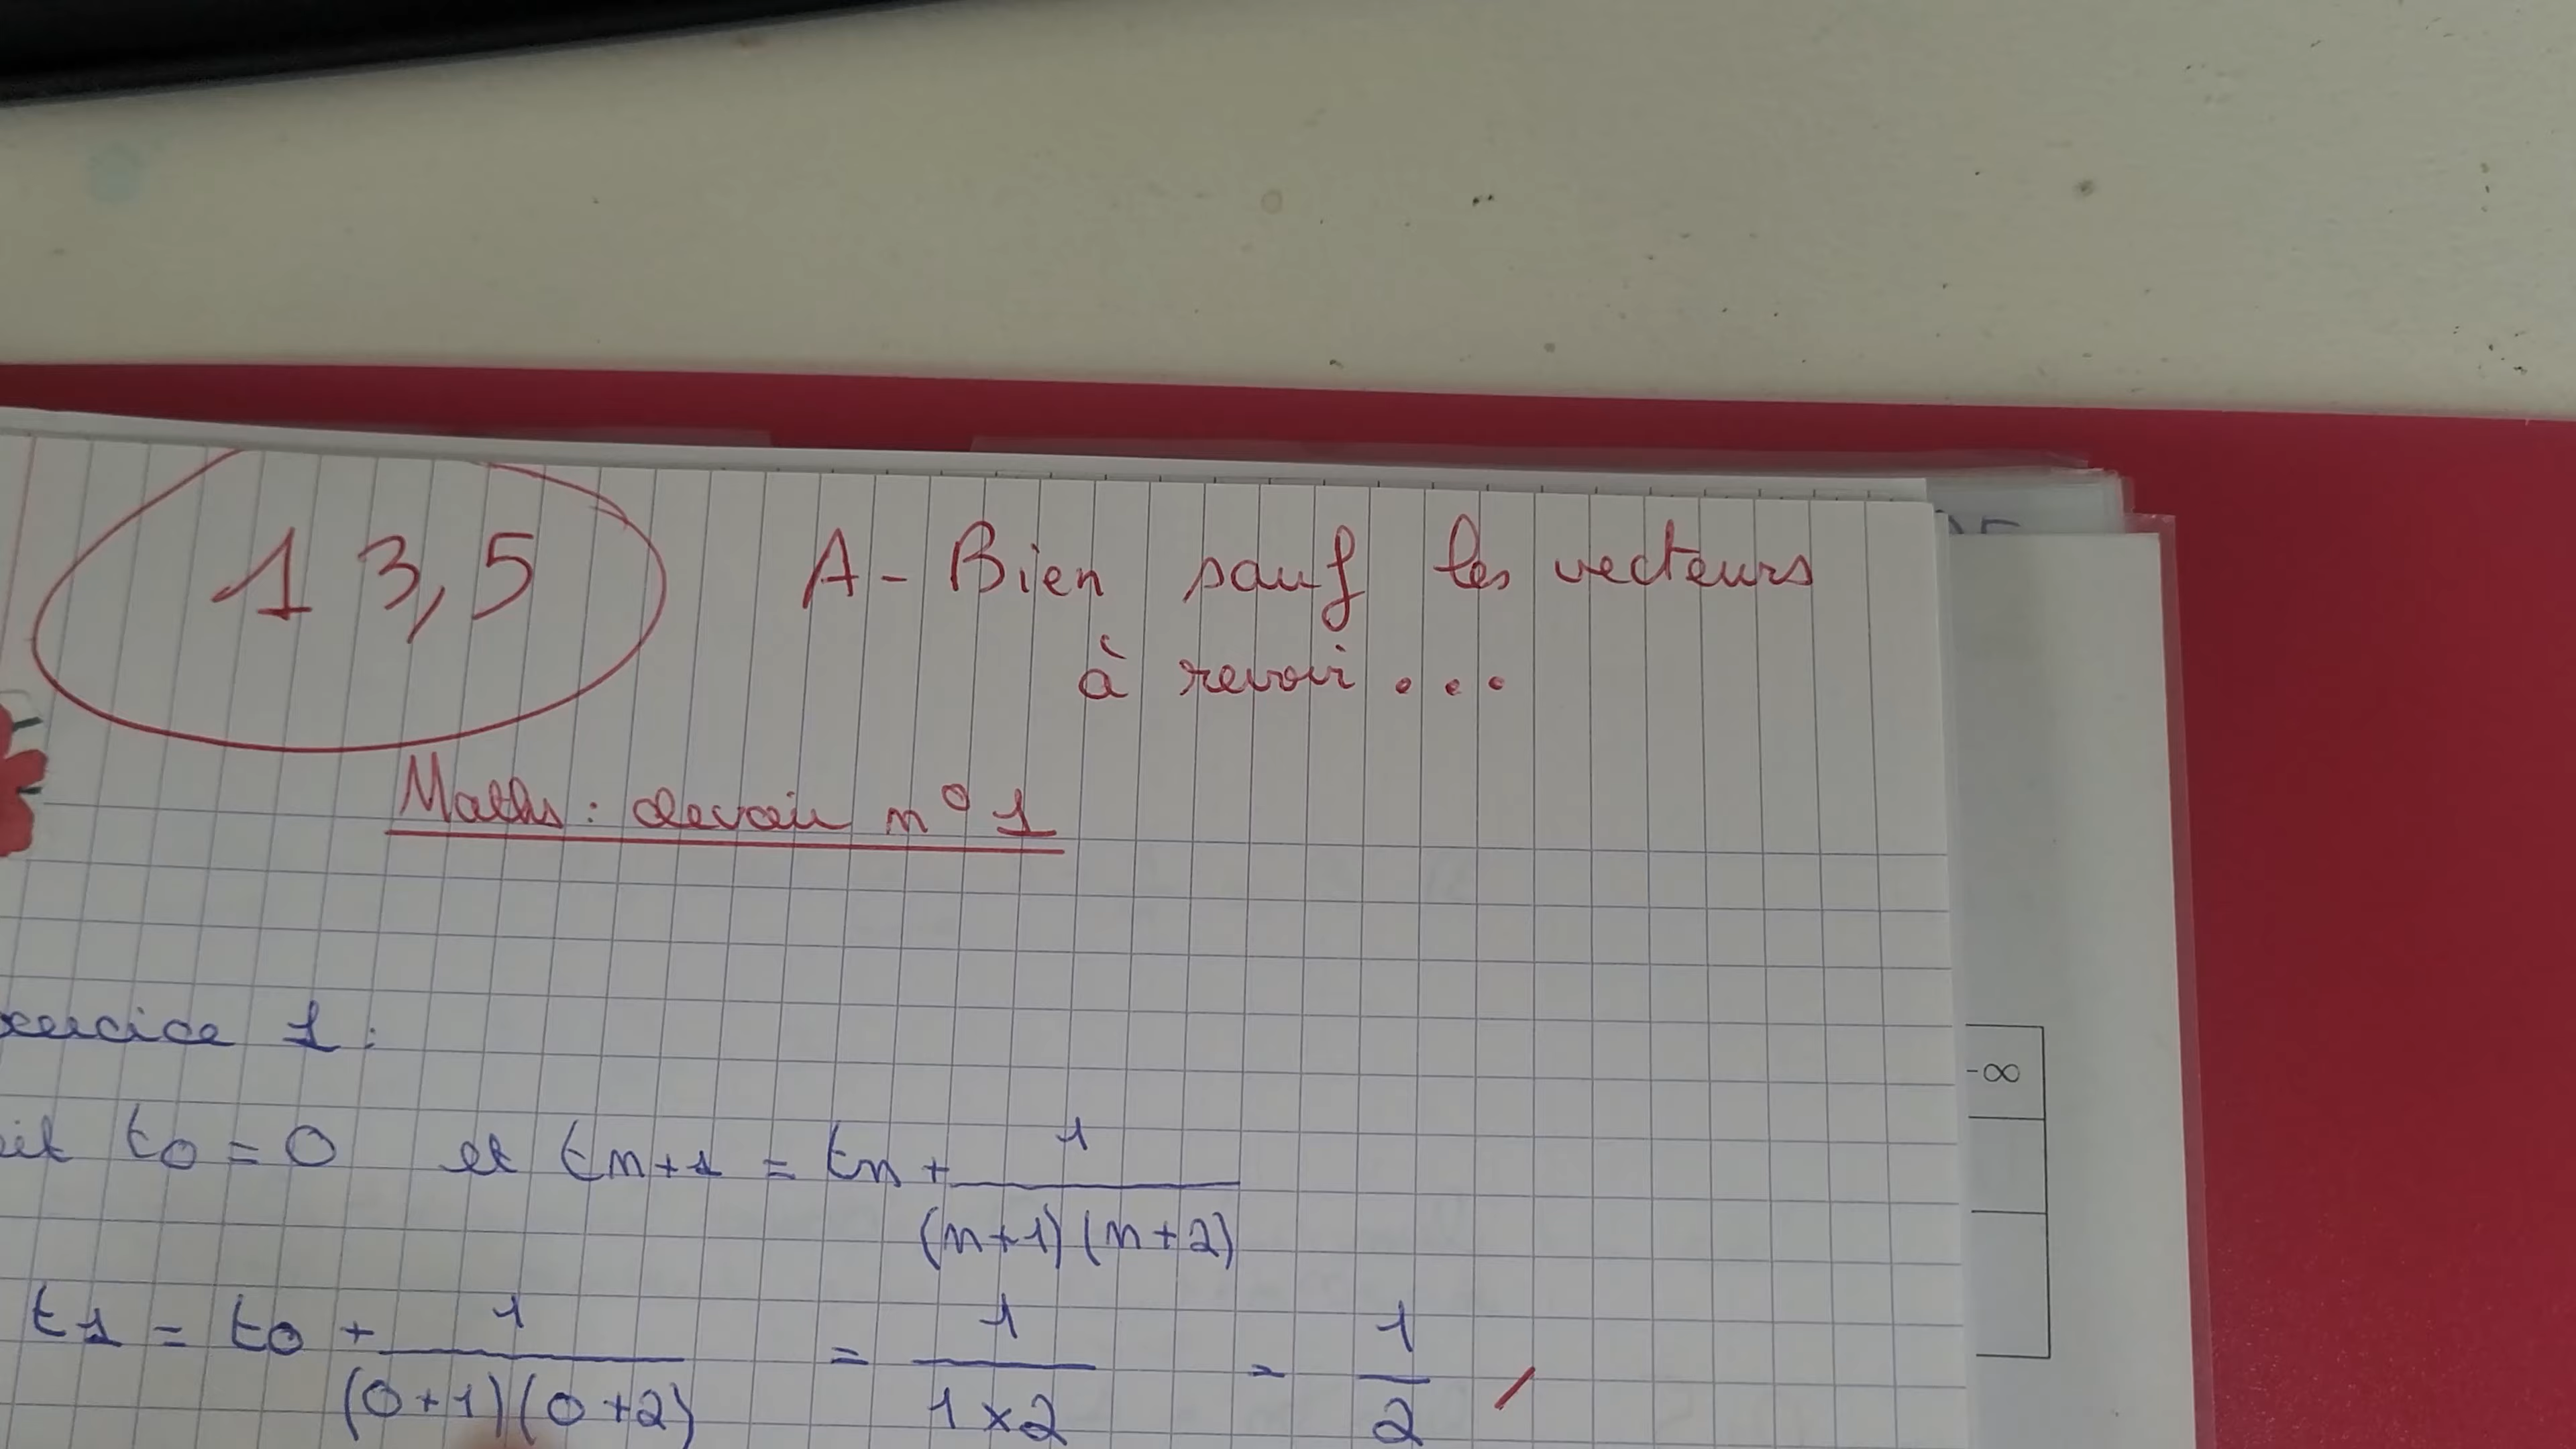 13,5 A- Bien sauf les vecteurs
à revoir...
Maths: devoir n° 1
xercice 1:
it t0 = 0 et tn+1 = tn + 1/((n+1)(n+2))
-∞
t1 = t0 + 1/((0+1)(0+2)) = 1/(1×2) = 1/2